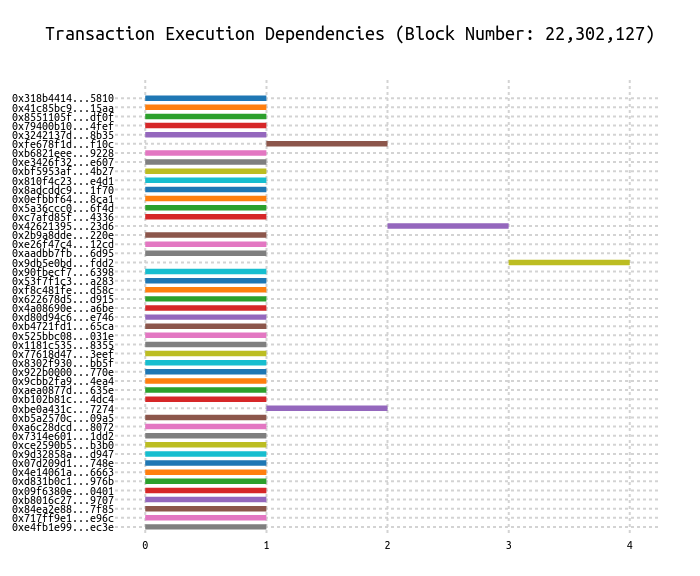 Transaction Execution Dependencies (Block Number: 22,302,127)
0x318b4414...5810
0x41c85bc9...15aa
0x8551105f...df0f
0x79400b10...4fef
0x3242137d...8b35
0xfe678f1d...f10c
0xb6821eee...9228
0xe3426f32...e607
0xbf5953af...4b27
0x810f4c23...e4d1
0x8adcddc9...1f70
0x0efbbf64...8ca1
0x5a36ccc0...6f4d
0xc7afd85f...4336
0x42621395...23d6
0x2b9a8dde...220e
0xe26f47c4...12cd
0xaadbb7fb...6d95
0x9db5e0bd...fdd2
0x90fbecf7...6398
0x53f7f1c3...a283
0xf8c481fe...d58c
0x622678d5...d915
0x4a08690e...a6be
0xd80d94c6...e746
0xb4721fd1...65ca
0x525bbc08...031e
0x1181c535...8355
0x77618d47...3eef
0x8302f930...bb5f
0x922b0000...770e
0x9cbb2fa9...4ea4
0xaea0877d...635e
0xb102b81c...4dc4
0xbe0a431c...7274
0xb5a2570c...09a5
0xa6c28dcd...8072
0x7314e601...1dd2
0xce2590b5...b3b0
0x9d32858a...d947
0x07d209d1...748e
0x4e14061a...6663
0xd831b0c1...976b
0x09f6380e...0401
0xb8016c27...9707
0x84ea2e88...7f85
0x717ff9e1...e96c
0xe4fb1e99...ec3e
0 1 2 3 4